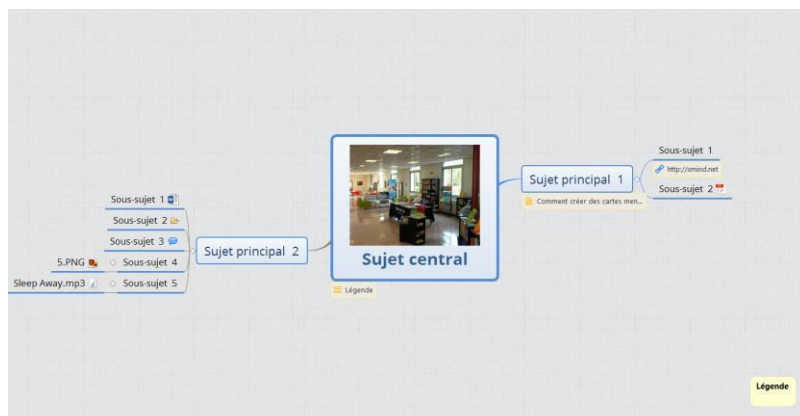 Sujet central
Légende
Sujet principal 1
Comment créer des cartes men...
Sous-sujet 1
http://xmind.net
Sous-sujet 2
Sujet principal 2
Sous-sujet 1
Sous-sujet 2
Sous-sujet 3
5.PNG
Sous-sujet 4
Sleep Away.mp3
Sous-sujet 5
Légende